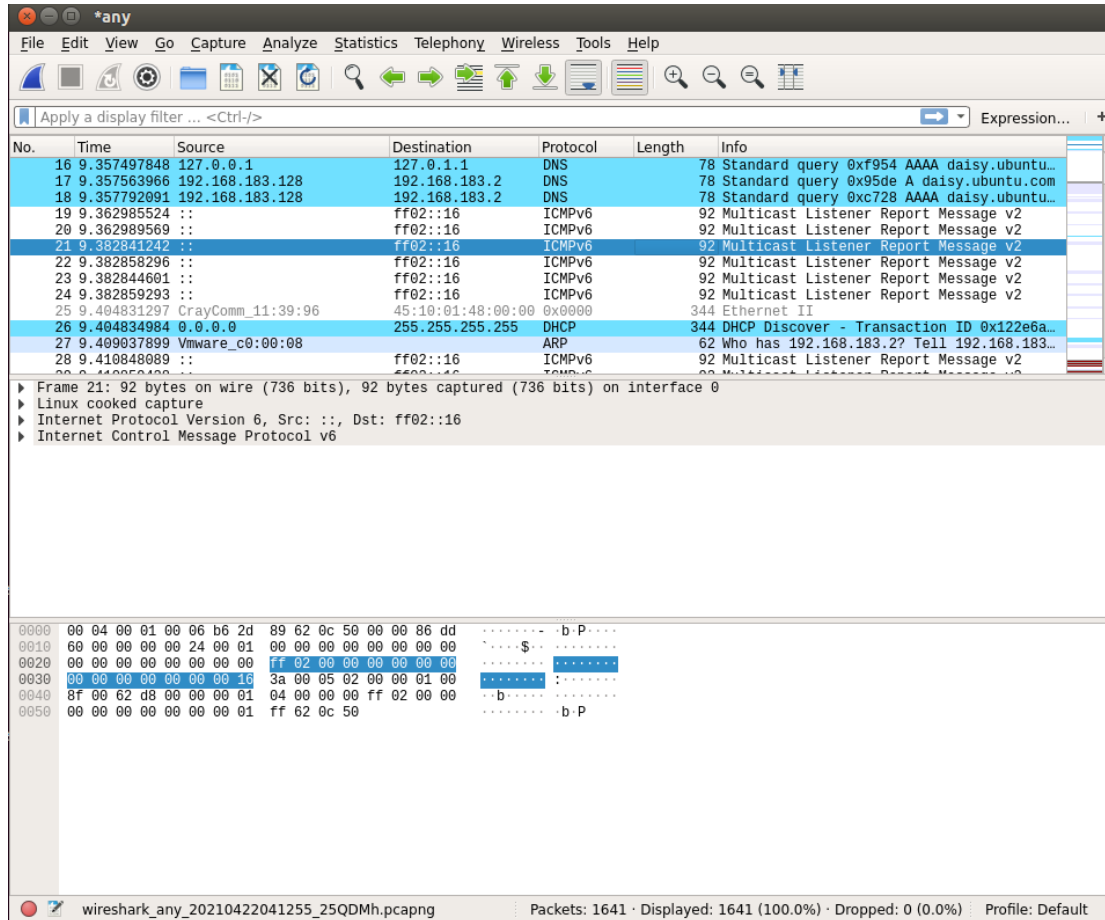 *any
File Edit View Go Capture Analyze Statistics Telephony Wireless Tools Help
Apply a display filter ... <Ctrl-/> Expression... +
No. Time Source Destination Protocol Length Info
16 9.357497848 127.0.0.1 127.0.1.1 DNS 78 Standard query 0xf954 AAAA daisy.ubuntu…
17 9.357563966 192.168.183.128 192.168.183.2 DNS 78 Standard query 0x95de A daisy.ubuntu.com
18 9.357792091 192.168.183.128 192.168.183.2 DNS 78 Standard query 0xc728 AAAA daisy.ubuntu…
19 9.362985524 :: ff02::16 ICMPv6 92 Multicast Listener Report Message v2
20 9.362989569 :: ff02::16 ICMPv6 92 Multicast Listener Report Message v2
21 9.382841242 :: ff02::16 ICMPv6 92 Multicast Listener Report Message v2
22 9.382858296 :: ff02::16 ICMPv6 92 Multicast Listener Report Message v2
23 9.382844601 :: ff02::16 ICMPv6 92 Multicast Listener Report Message v2
24 9.382859293 :: ff02::16 ICMPv6 92 Multicast Listener Report Message v2
25 9.404831297 CrayComm_11:39:96 45:10:01:48:00:00 0x0000 344 Ethernet II
26 9.404834984 0.0.0.0 255.255.255.255 DHCP 344 DHCP Discover - Transaction ID 0x122e6a…
27 9.409037899 Vmware_c0:00:08 ARP 62 Who has 192.168.183.2? Tell 192.168.183…
28 9.410848089 :: ff02::16 ICMPv6 92 Multicast Listener Report Message v2
Frame 21: 92 bytes on wire (736 bits), 92 bytes captured (736 bits) on interface 0
Linux cooked capture
Internet Protocol Version 6, Src: ::, Dst: ff02::16
Internet Control Message Protocol v6
0000 00 04 00 01 00 06 b6 2d 89 62 0c 50 00 00 86 dd ·······- ·b·P····
0010 60 00 00 00 00 24 00 01 00 00 00 00 00 00 00 00 `····$·· ········
0020 00 00 00 00 00 00 00 00 ff 02 00 00 00 00 00 00 ········ ········
0030 00 00 00 00 00 00 00 16 3a 00 05 02 00 00 01 00 ········ :·······
0040 8f 00 62 d8 00 00 00 01 04 00 00 00 ff 02 00 00 ··b····· ········
0050 00 00 00 00 00 00 00 01 ff 62 0c 50 ········ ·b·P
wireshark_any_20210422041255_25QDMh.pcapng Packets: 1641 · Displayed: 1641 (100.0%) · Dropped: 0 (0.0%) Profile: Default